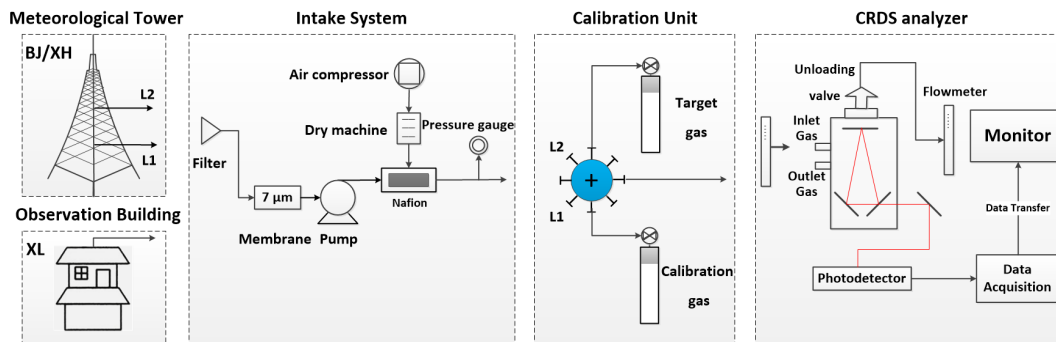 Meteorological Tower
BJ/XH
L2
L1
Observation Building
XL
Intake System
Air compressor
Dry machine
Pressure gauge
Filter
7 μm
Nafion
Membrane
Pump
Calibration Unit
Target
gas
L2
L1
Calibration
gas
CRDS analyzer
Unloading
valve
Flowmeter
Inlet
Gas
Outlet
Gas
Monitor
Data Transfer
Photodetector
Data
Acquisition